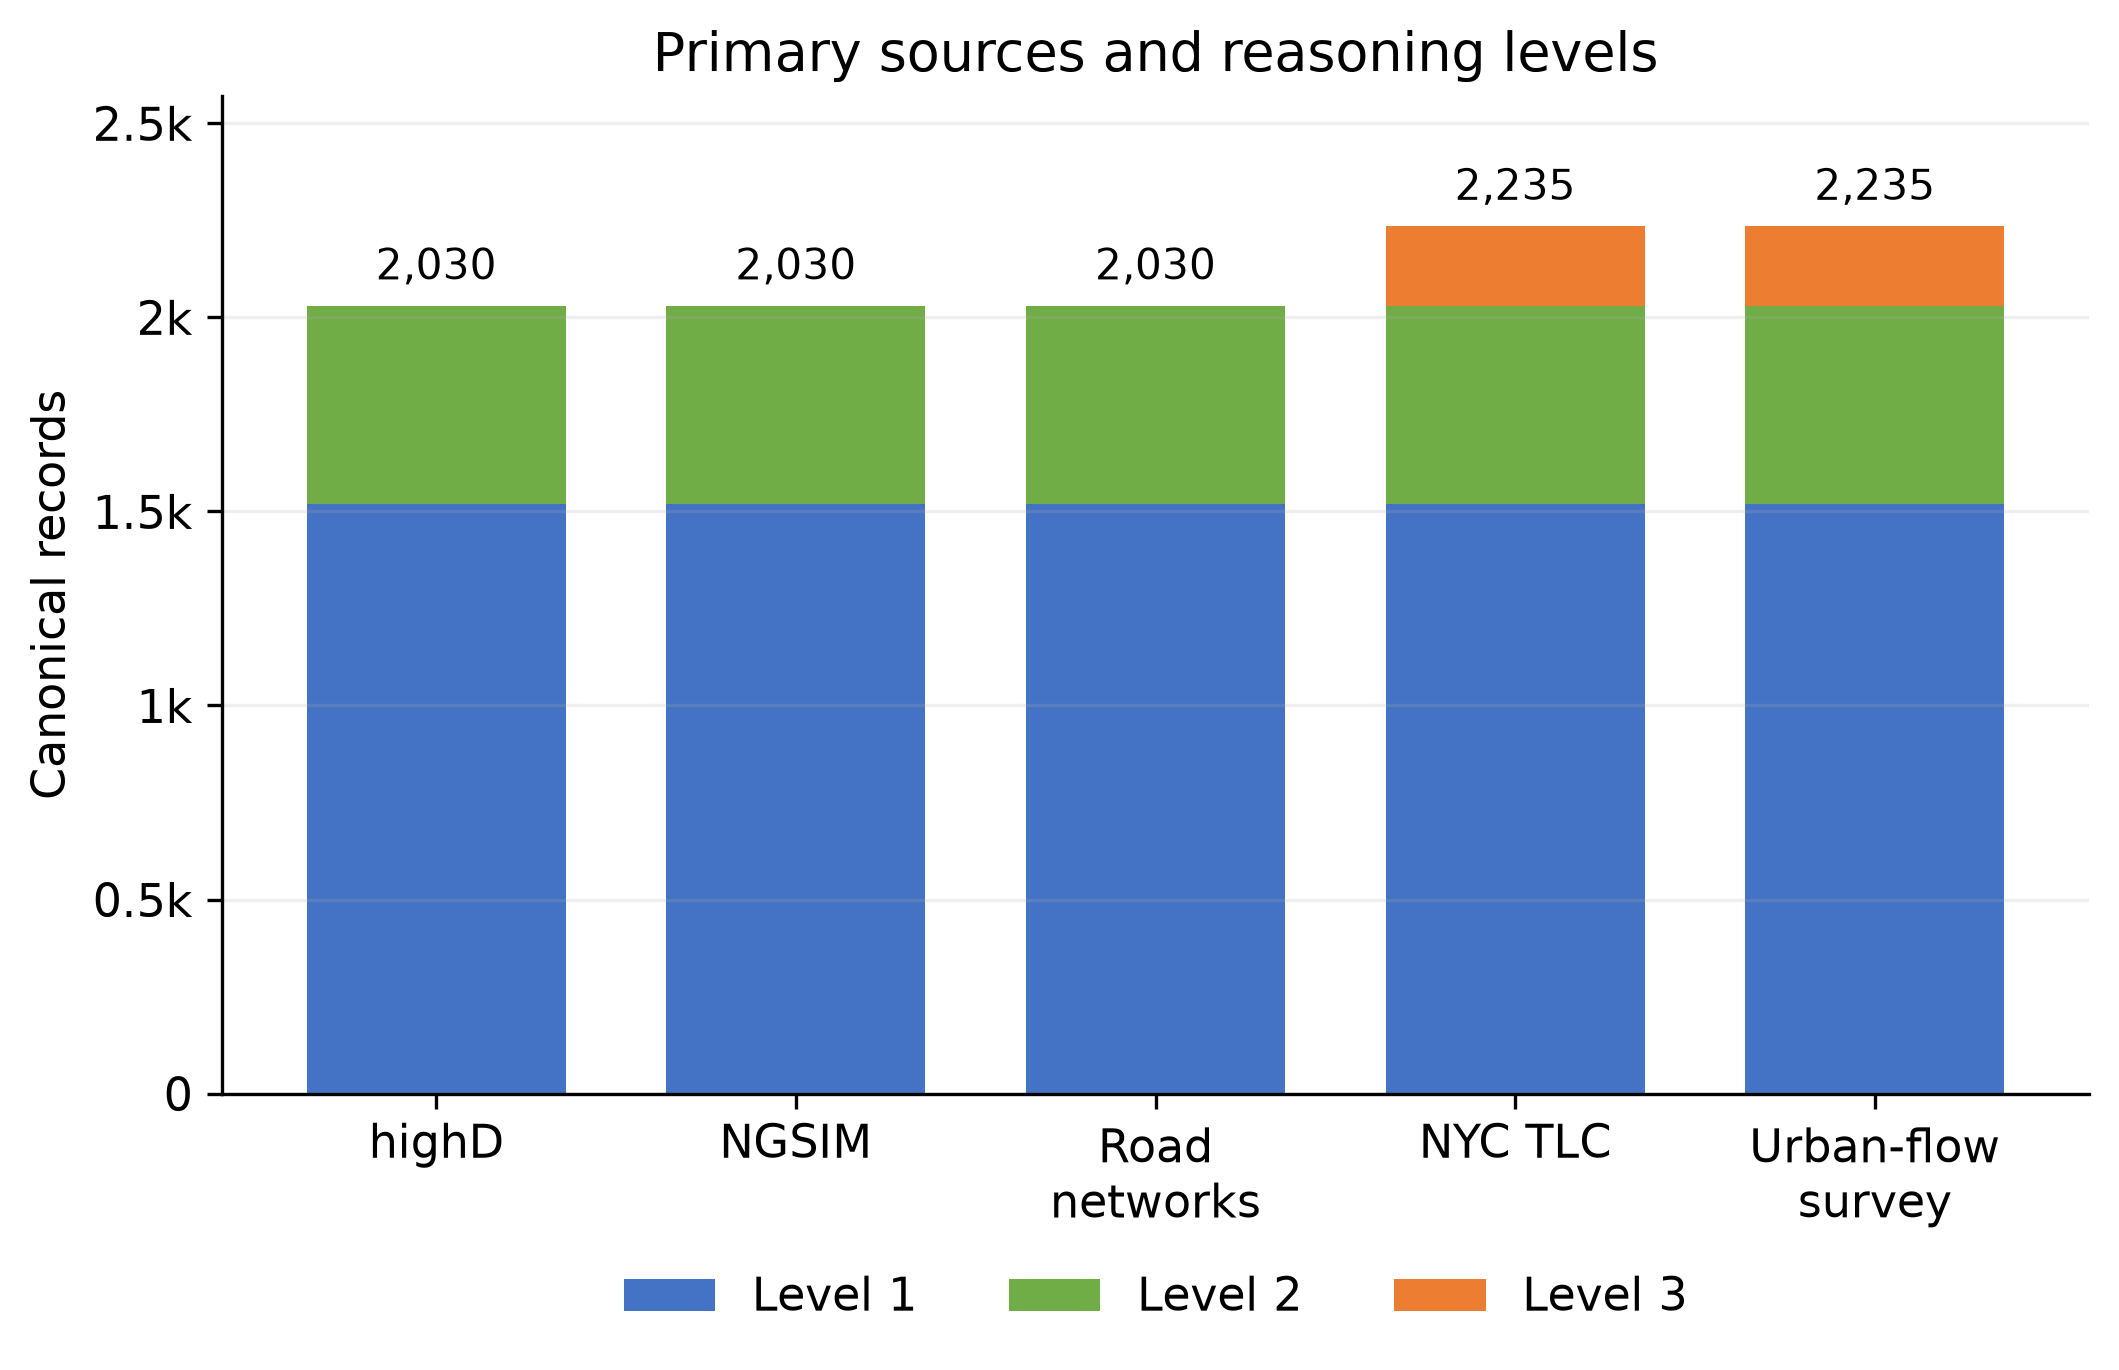 Primary sources and reasoning levels
Canonical records
2.5k
2k
1.5k
1k
0.5k
0
2,030
2,030
2,030
2,235
2,235
highD
NGSIM
Road
networks
NYC TLC
Urban-flow
survey
Level 1
Level 2
Level 3